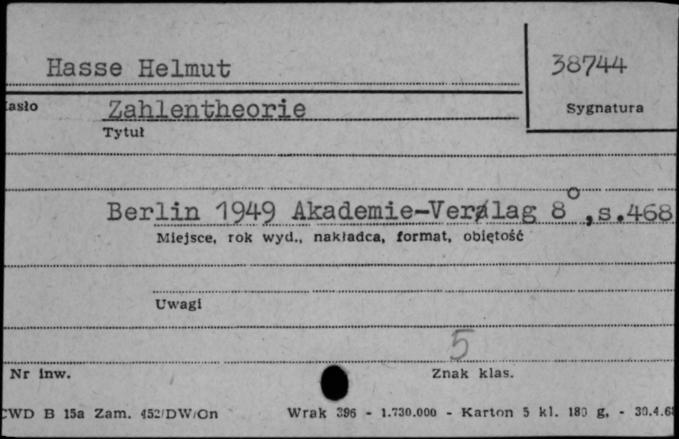 Hasse Helmut
38744
asło
Zahlentheorie
Sygnatura
Tytuł
Berlin 1949 Akademie-Verlag 8°, s.468
Miejsce, rok wyd., nakładca, format, objętość
Uwagi
5
Nr inw.
Znak klas.
CWD B 15a Zam. 452/DW/On Wrak 396 - 1.730.000 - Karton 5 kl. 180 g, - 30.4.68